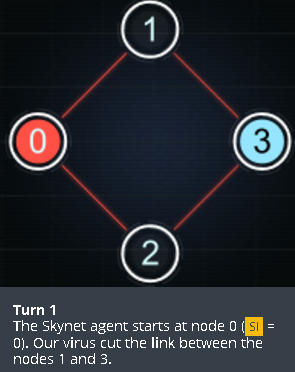 1
0
3
2
Turn 1
The Skynet agent starts at node 0 ( SI =
0). Our virus cut the link between the
nodes 1 and 3.